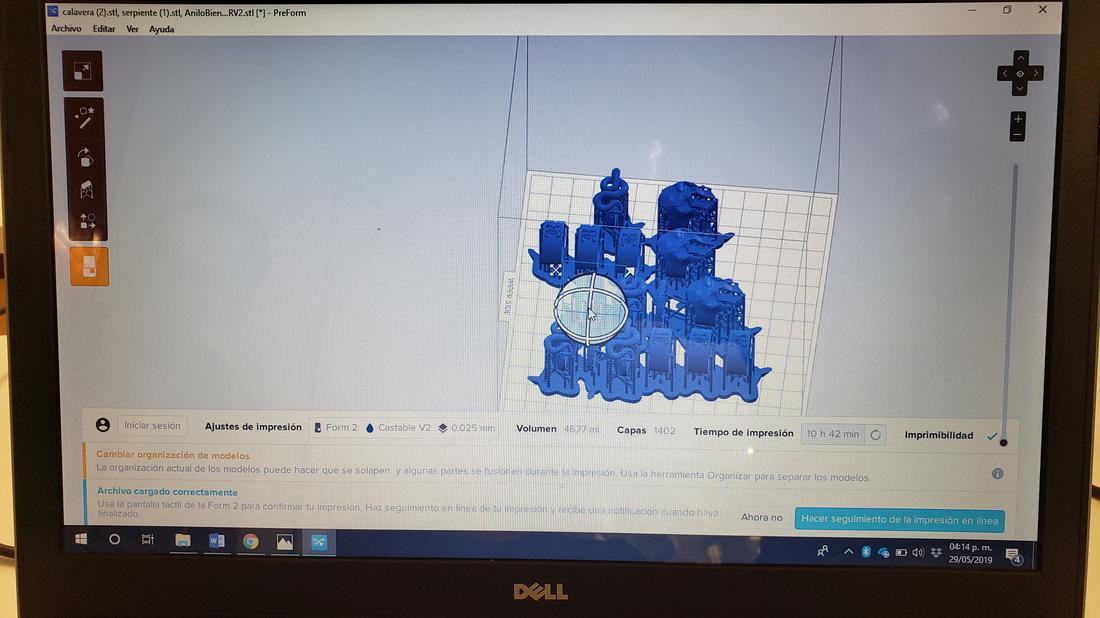 calavera (2).stl, serpiente (1).stl, AniloBien...RV2.stl [*] - PreForm
Archivo Editar Ver Ayuda
Iniciar sesión Ajustes de impresión Form 2 Castable V2 0.025 mm Volumen 46.77 ml Capas 1402 Tiempo de impresión 10 h 42 min Imprimibilidad
Cambiar organización de modelos
La organización actual de los modelos puede hacer que se solapen y algunas partes se fusionen durante la impresión. Usa la herramienta Organizar para separar los modelos.
Archivo cargado correctamente
Usa la pantalla táctil de la Form 2 para confirmar tu impresión. Haz seguimiento en línea de tu impresión y recibe una notificación cuando haya
finalizado.
Ahora no Hacer seguimiento de la impresión en línea
04:14 p. m.
29/05/2019
4
DELL